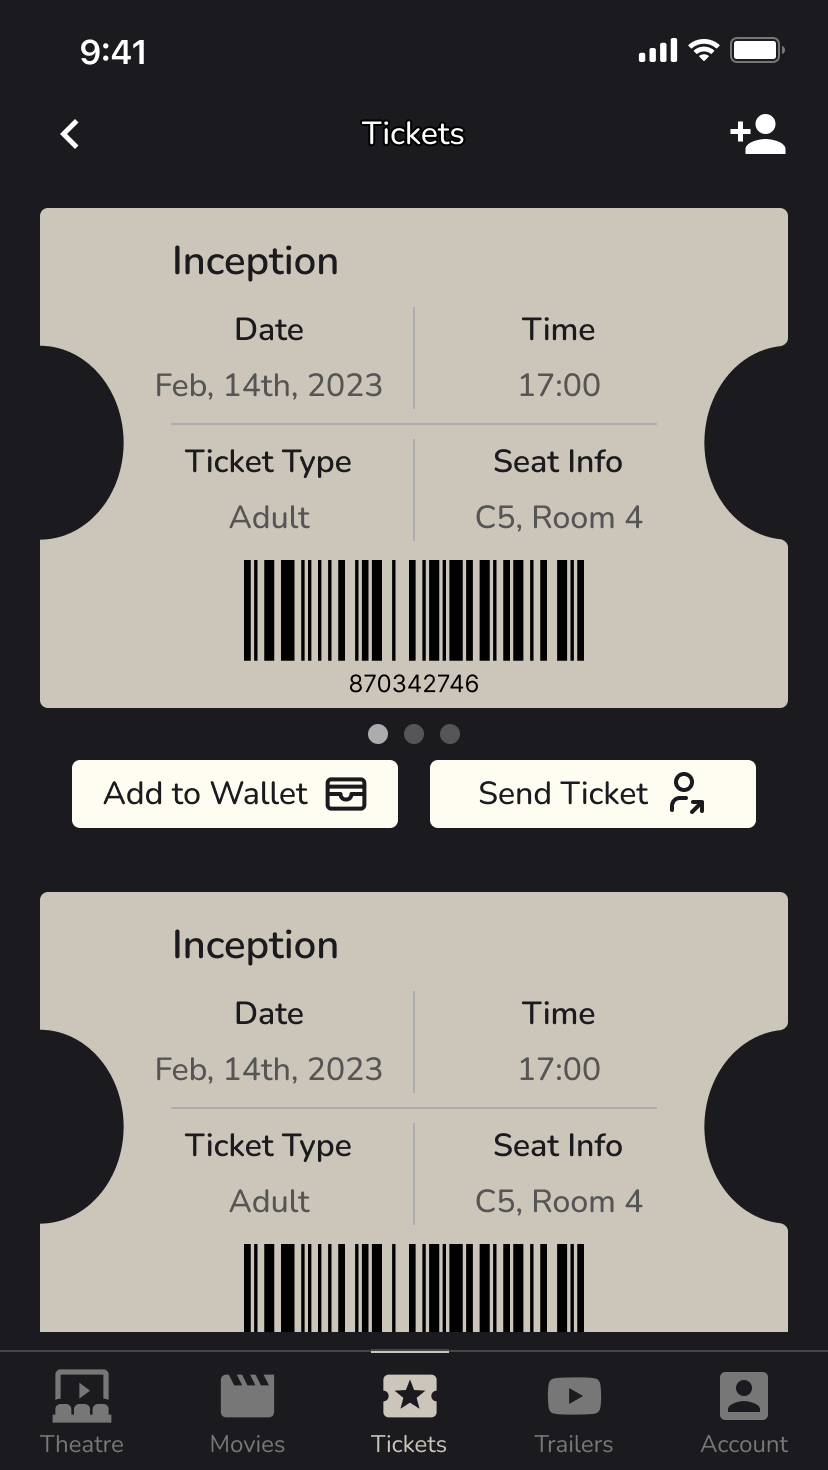 9:41
Tickets
Inception
Date Time
Feb, 14th, 2023 17:00
Ticket Type Seat Info
Adult C5, Room 4
870342746
Add to Wallet Send Ticket
Inception
Date Time
Feb, 14th, 2023 17:00
Ticket Type Seat Info
Adult C5, Room 4
Theatre Movies Tickets Trailers Account